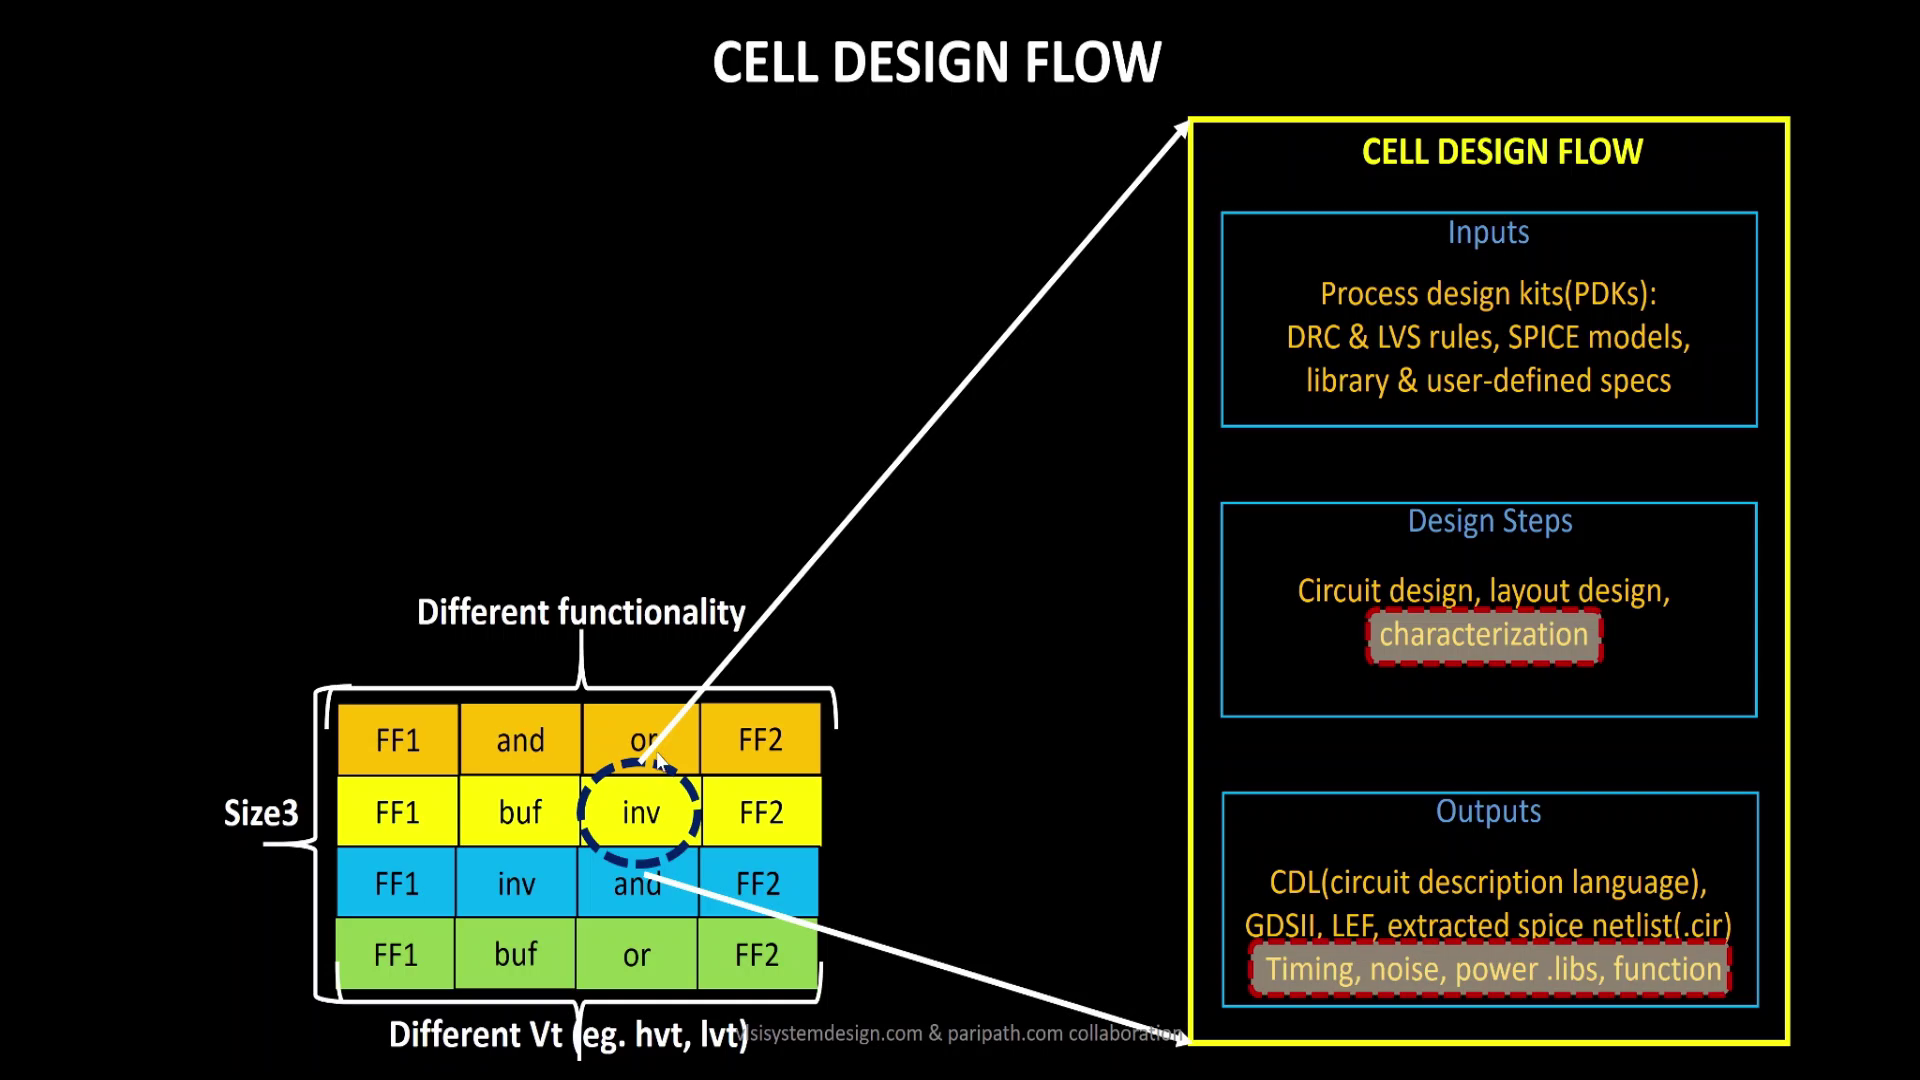 CELL DESIGN FLOW
CELL DESIGN FLOW
Inputs
Process design kits(PDKs):
DRC & LVS rules, SPICE models,
library & user-defined specs
Design Steps
Circuit design, layout design,
characterization
Outputs
CDL(circuit description language),
GDSII, LEF, extracted spice netlist(.cir)
Timing, noise, power .libs, function
Different functionality
Size3
FF1 and or FF2
FF1 buf inv FF2
FF1 inv and FF2
FF1 buf or FF2
Different Vt (eg. hvt, lvt)
vlsisystemdesign.com & paripath.com collaboration